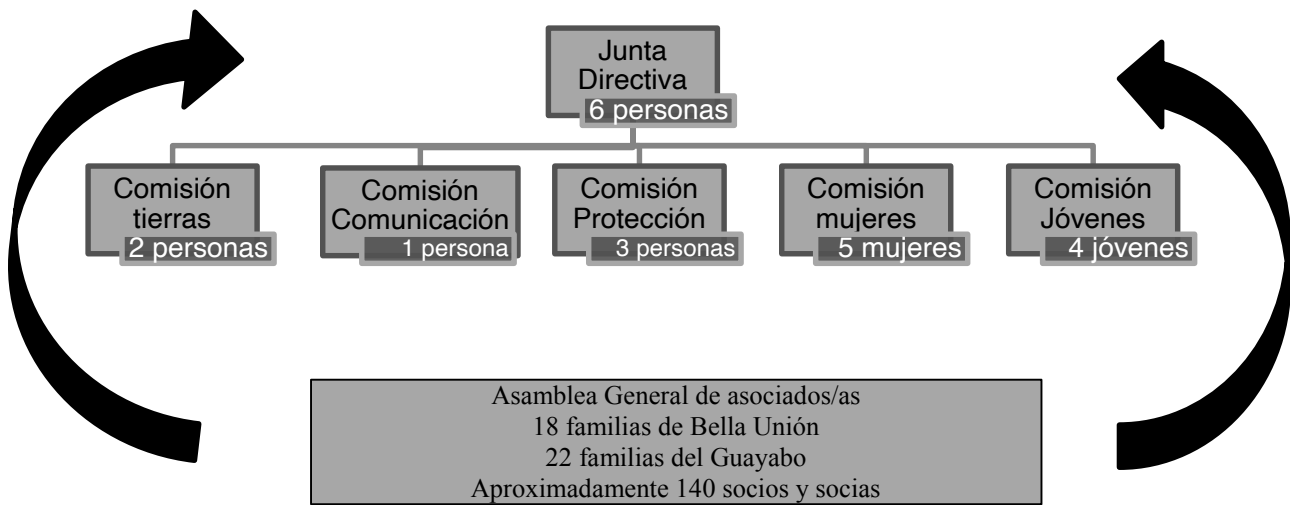 Junta
Directiva
6 personas
Comisión
tierras
2 personas
Comisión
Comunicación
1 persona
Comisión
Protección
3 personas
Comisión
mujeres
5 mujeres
Comisión
Jóvenes
4 jóvenes
Asamblea General de asociados/as
18 familias de Bella Unión
22 familias del Guayabo
Aproximadamente 140 socios y socias